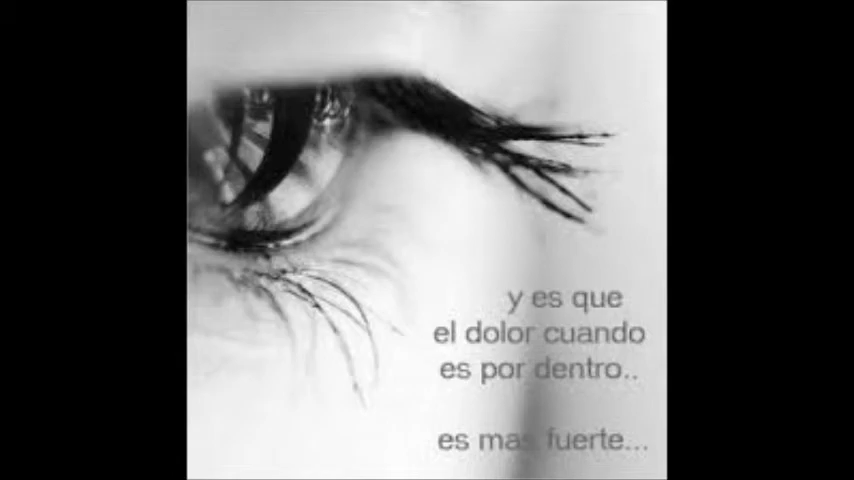 y es que
el dolor cuando
es por dentro..
es mas fuerte...